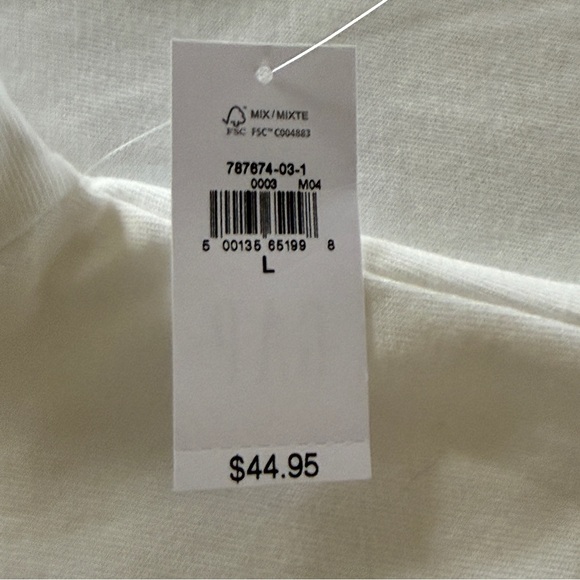 MIX/MIXTE
FSC FSC™ C004883
787674-03-1
0003 M04
5 00135 65199 8
L
$44.95